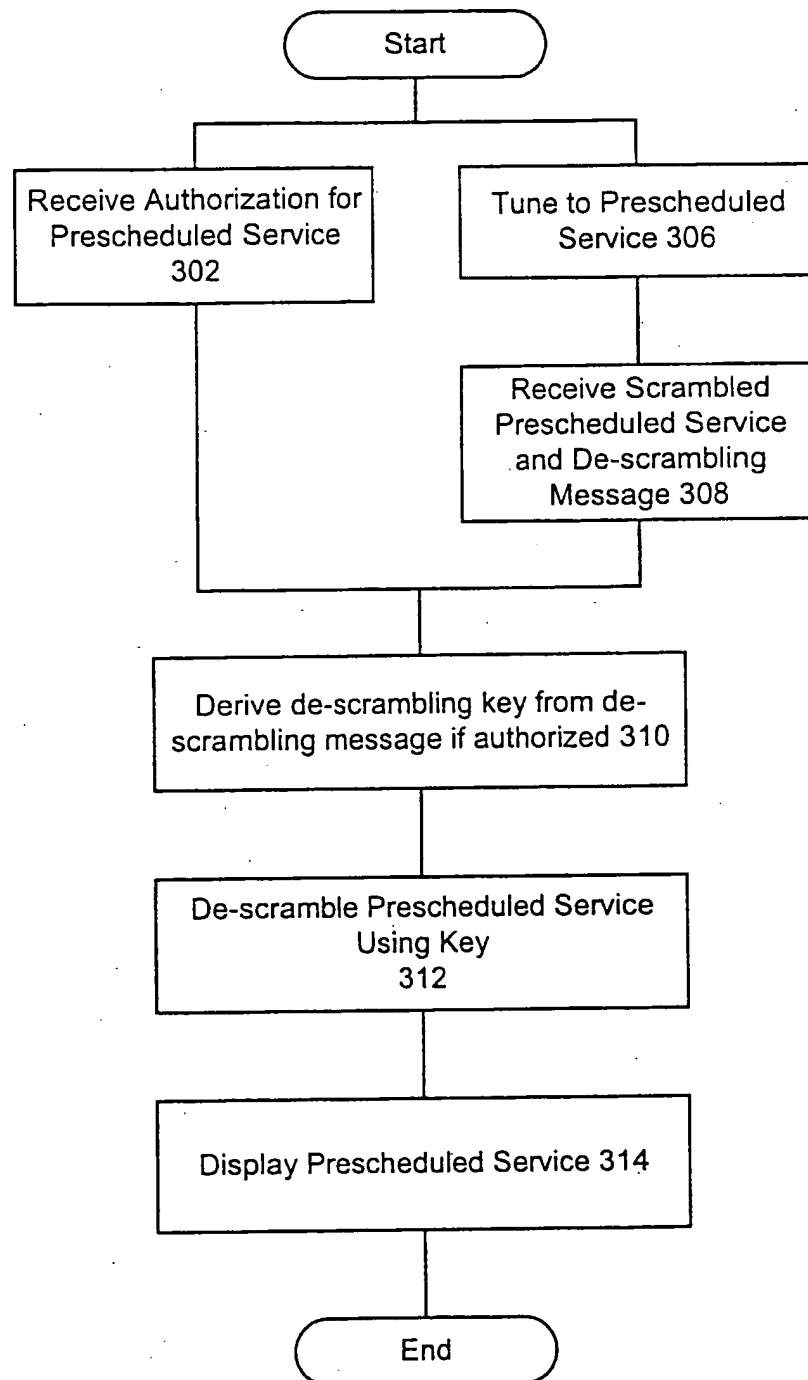 Start
Receive Authorization for
Prescheduled Service
302
Tune to Prescheduled
Service 306
Receive Scrambled
Prescheduled Service
and De-scrambling
Message 308
Derive de-scrambling key from de-
scrambling message if authorized 310
De-scramble Prescheduled Service
Using Key
312
Display Prescheduled Service 314
End